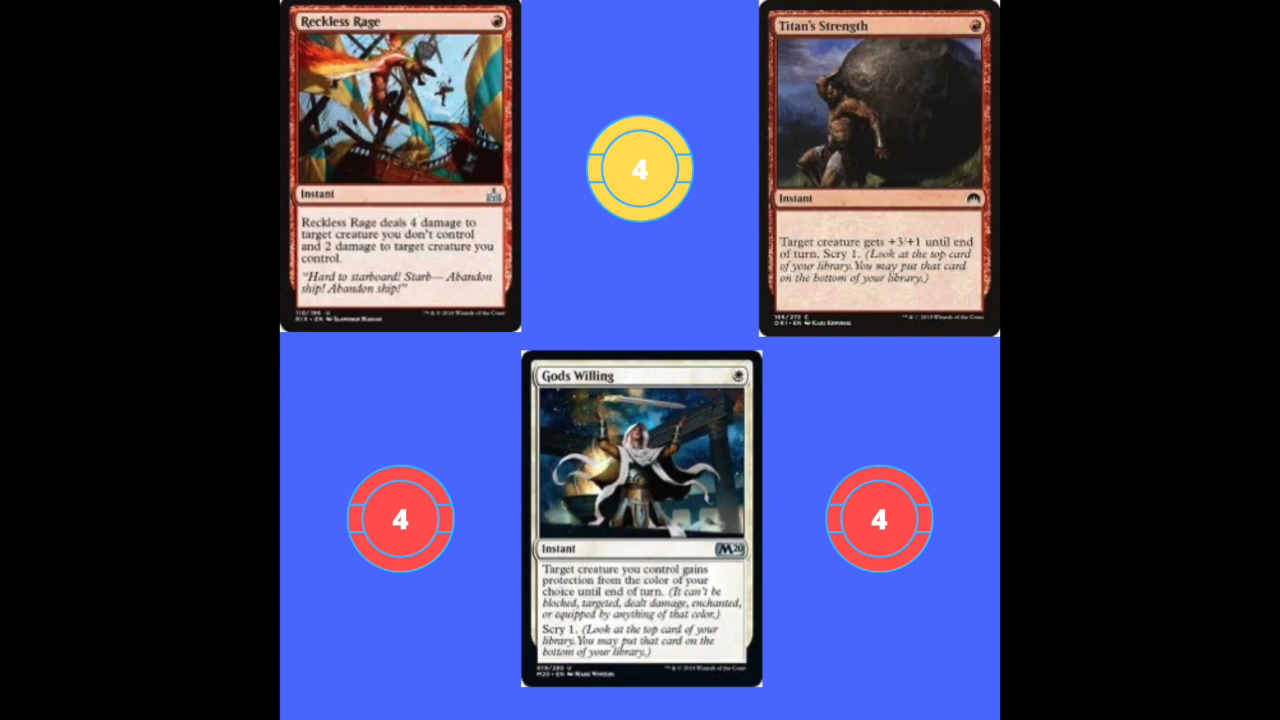 Reckless Rage
Instant
Reckless Rage deals 4 damage to
target creature you don't control
and 2 damage to target creature you
control.
"Hard to starboard! Starb— Abandon
ship! Abandon ship!"
4
Titan's Strength
Instant
Target creature gets +3/+1 until end
of turn. Scry 1. (Look at the top card
of your library. You may put that card
on the bottom of your library.)
4
Gods Willing
Instant
M20
Target creature you control gains
protection from the color of your
choice until end of turn. (It can't be
blocked, targeted, dealt damage, enchanted,
or equipped by anything of that color.)
Scry 1. (Look at the top card of your
library. You may put that card on the
bottom of your library.)
4